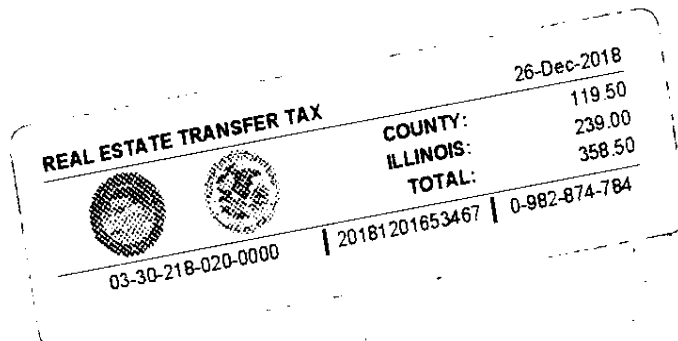 26-Dec-2018
REAL ESTATE TRANSFER TAX
COUNTY: 119.50
ILLINOIS: 239.00
TOTAL: 358.50
03-30-218-020-0000 | 20181201653467 | 0-982-874-784